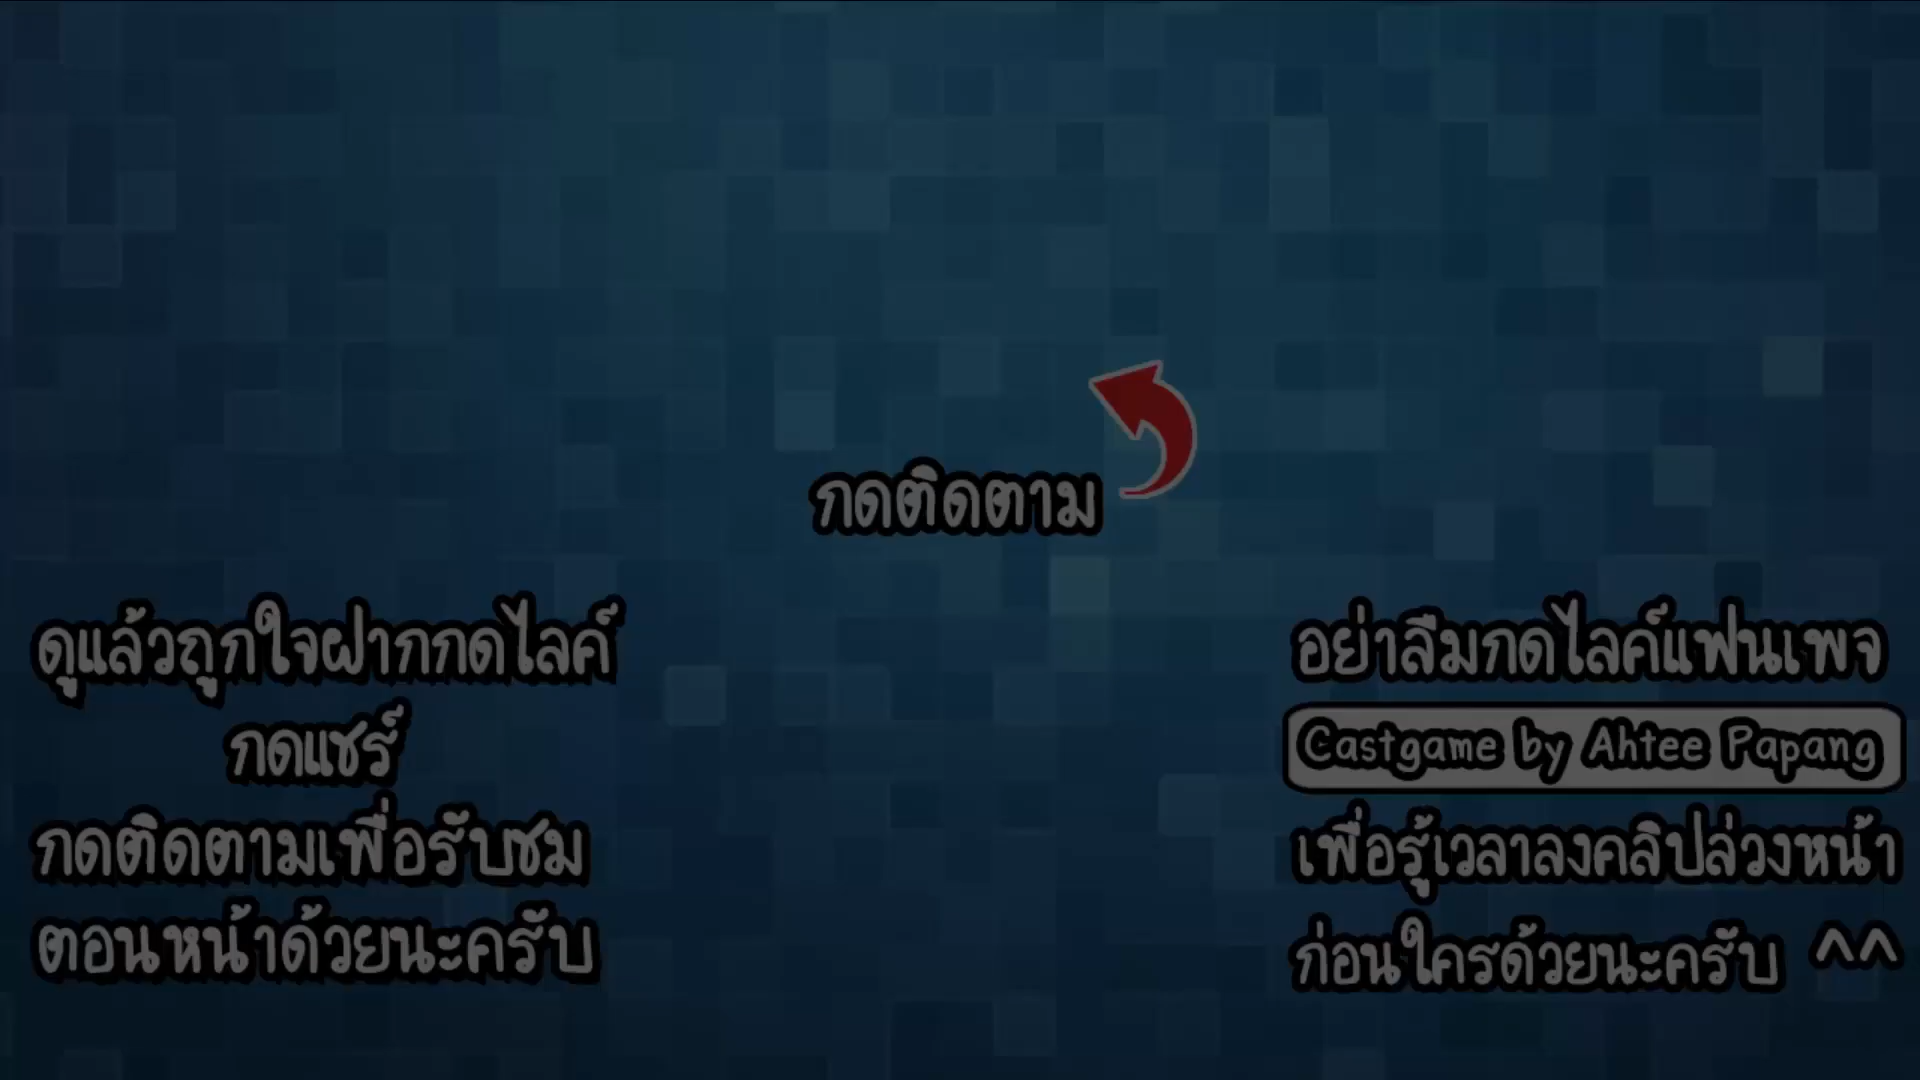 กดติดตาม
ดูแล้วถูกใจฝากกดไลค์
กดแชร์
กดติดตามเพื่อรับชม
ตอนหน้าด้วยนะครับ
อย่าลืมกดไลค์แฟนเพจ
Castgame by Ahtee Papang
เพื่อรู้เวลาลงคลิปล่วงหน้า
ก่อนใครด้วยนะครับ ^^